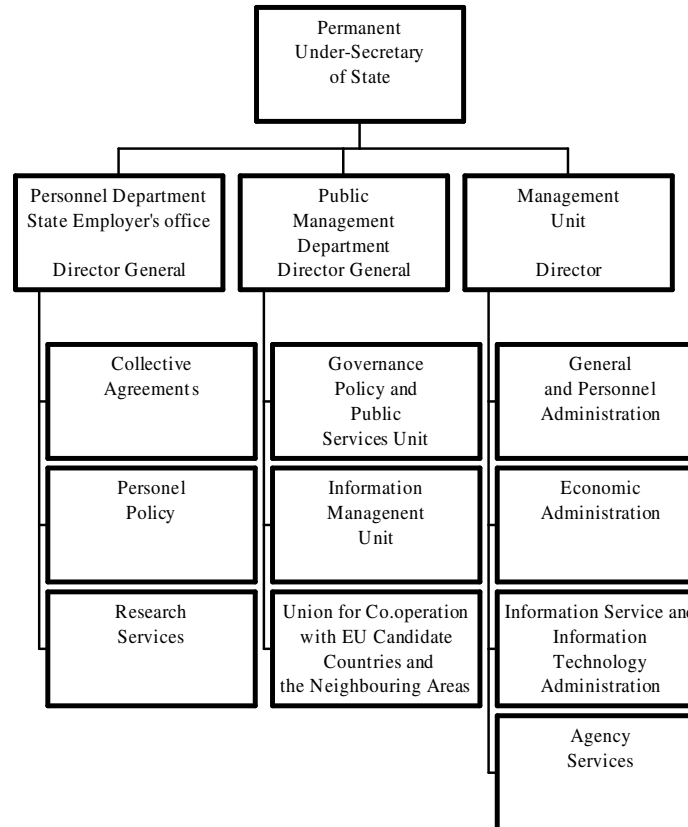 Permanent
Under-Secretary
of State
Personnel Department
State Employer's office
Director General
Public
Management
Department
Director General
Management
Unit
Director
Collective
Agreements
Governance
Policy and
Public
Services Unit
General
and Personnel
Administration
Personel
Policy
Information
Management
Unit
Economic
Administration
Research
Services
Union for Co.operation
with EU Candidate
Countries and
the Neighbouring Areas
Information Service and
Information
Technology
Administration
Agency
Services